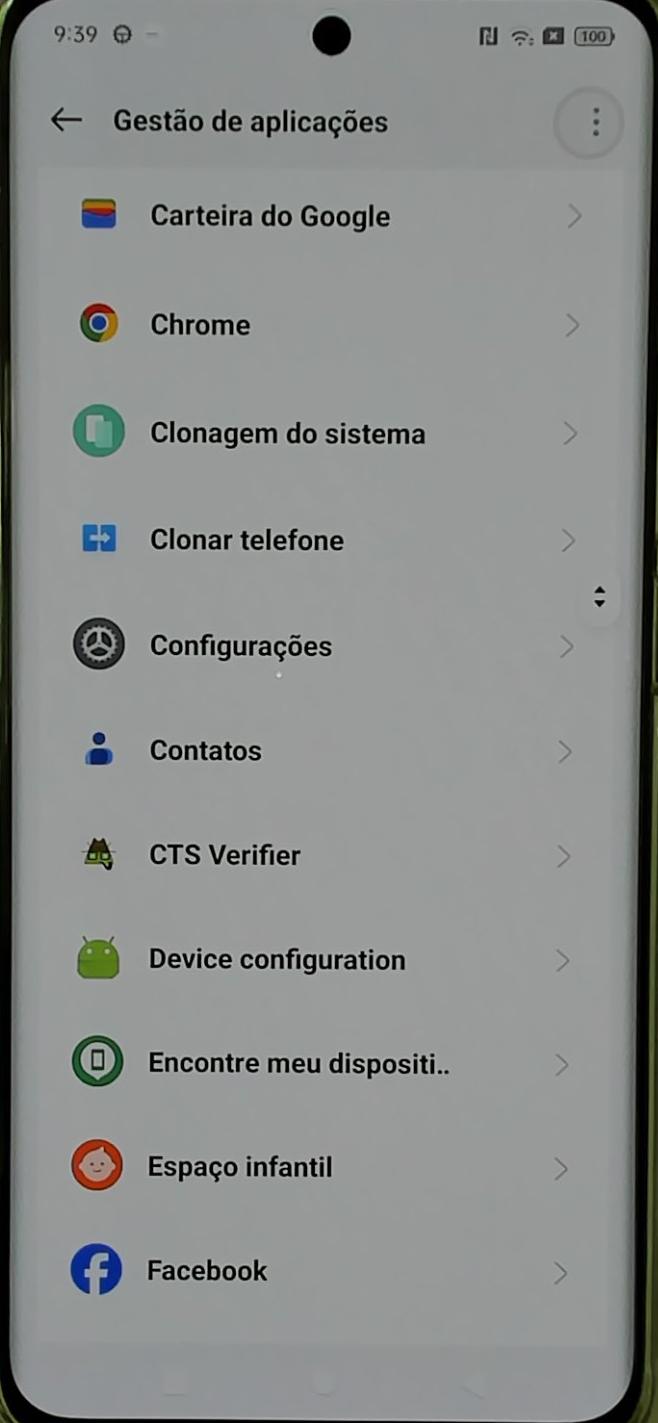 9:39
100
Gestão de aplicações
Carteira do Google
Chrome
Clonagem do sistema
Clonar telefone
Configurações
Contatos
CTS Verifier
Device configuration
Encontre meu dispositi..
Espaço infantil
Facebook